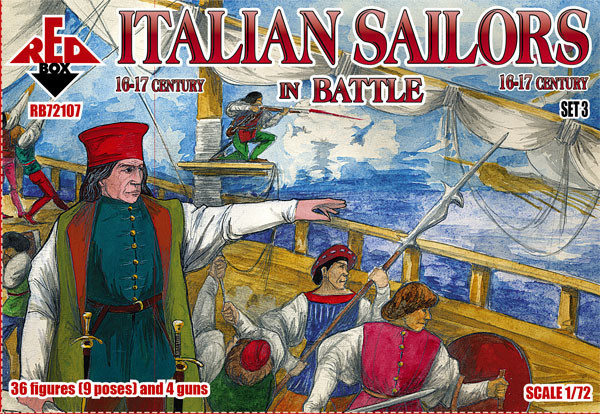 RED
BOX
RB72107
ITALIAN SAILORS
16-17 CENTURY
IN BATTLE
16-17 CENTURY
SET 3
36 figures (9 poses) and 4 guns
SCALE 1/72